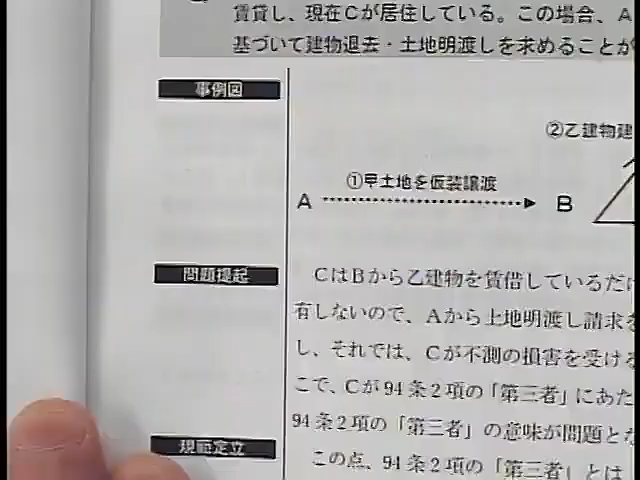 賃貸し、現在Cが居住している。この場合、A
基づいて建物退去・土地明渡しを求めることが
事例図
②乙建物建
①甲土地を仮装譲渡
A
B
問題提起
CはBから乙建物を賃借しているだけ
有しないので、Aから土地明渡し請求を
し、それでは、Cが不測の損害を受ける
こで、Cが94条2項の「第三者」にあた
94条2項の「第三者」の意味が問題とな
規範定立
この点、94条2項の「第三者」とは